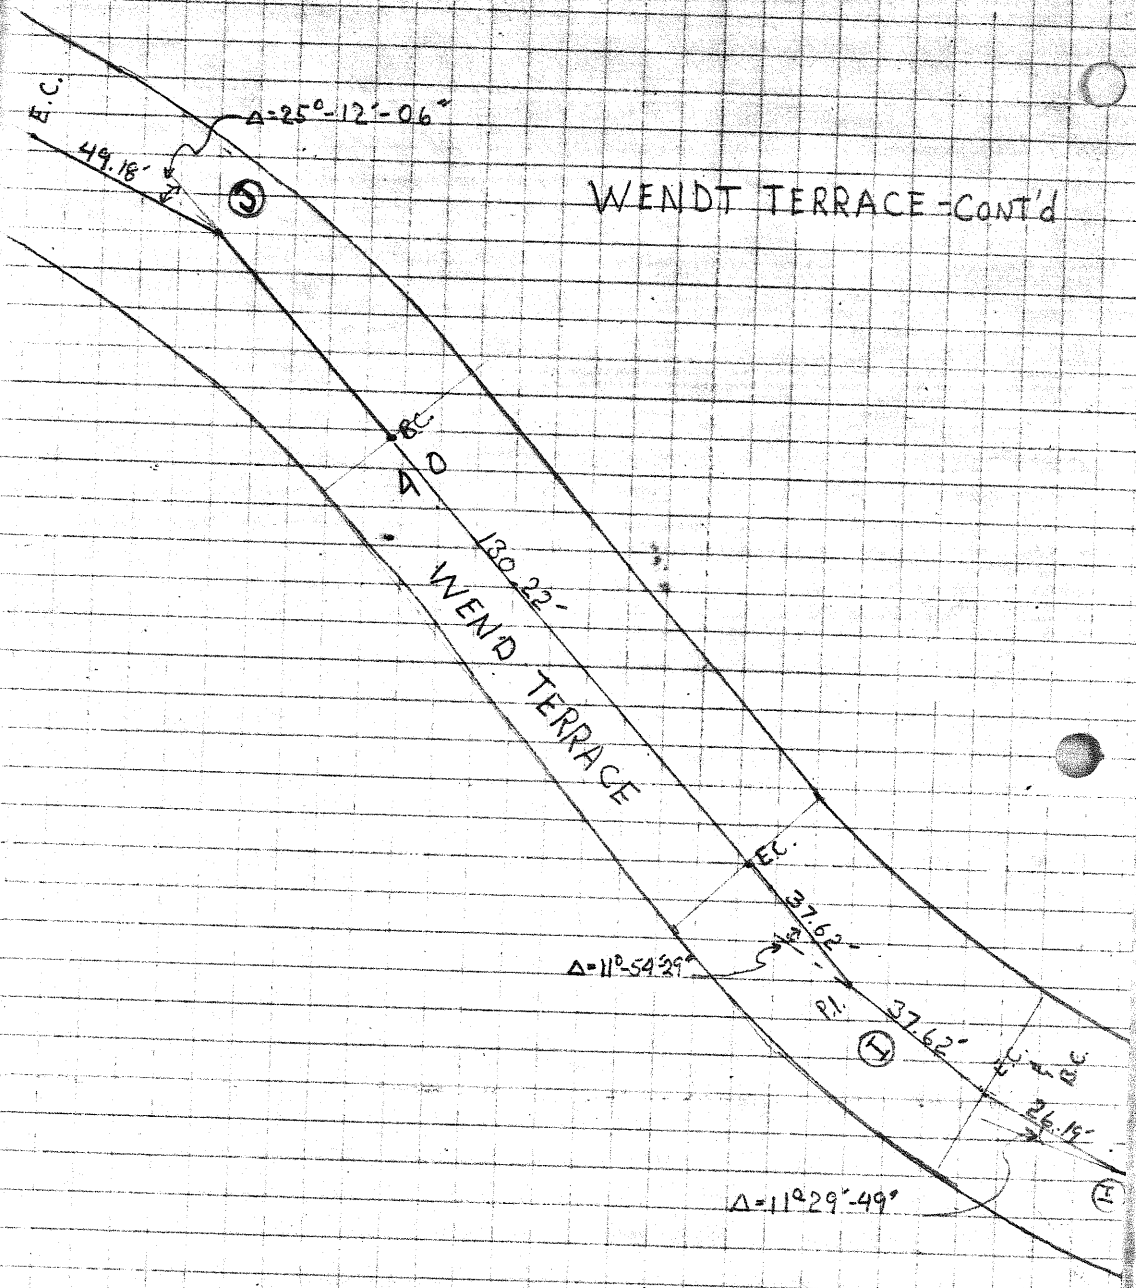 E.C.
Δ=25°-12'-06"
49.18'
J
WENDT TERRACE-CONT'd
B.C.
130.22'
WEND TERRACE
E.C.
37.62'
Δ=11°-54'29"
P.I.
37.62'
I
E.C.
&
B.C.
26.19'
Δ=11°29'-49"
H